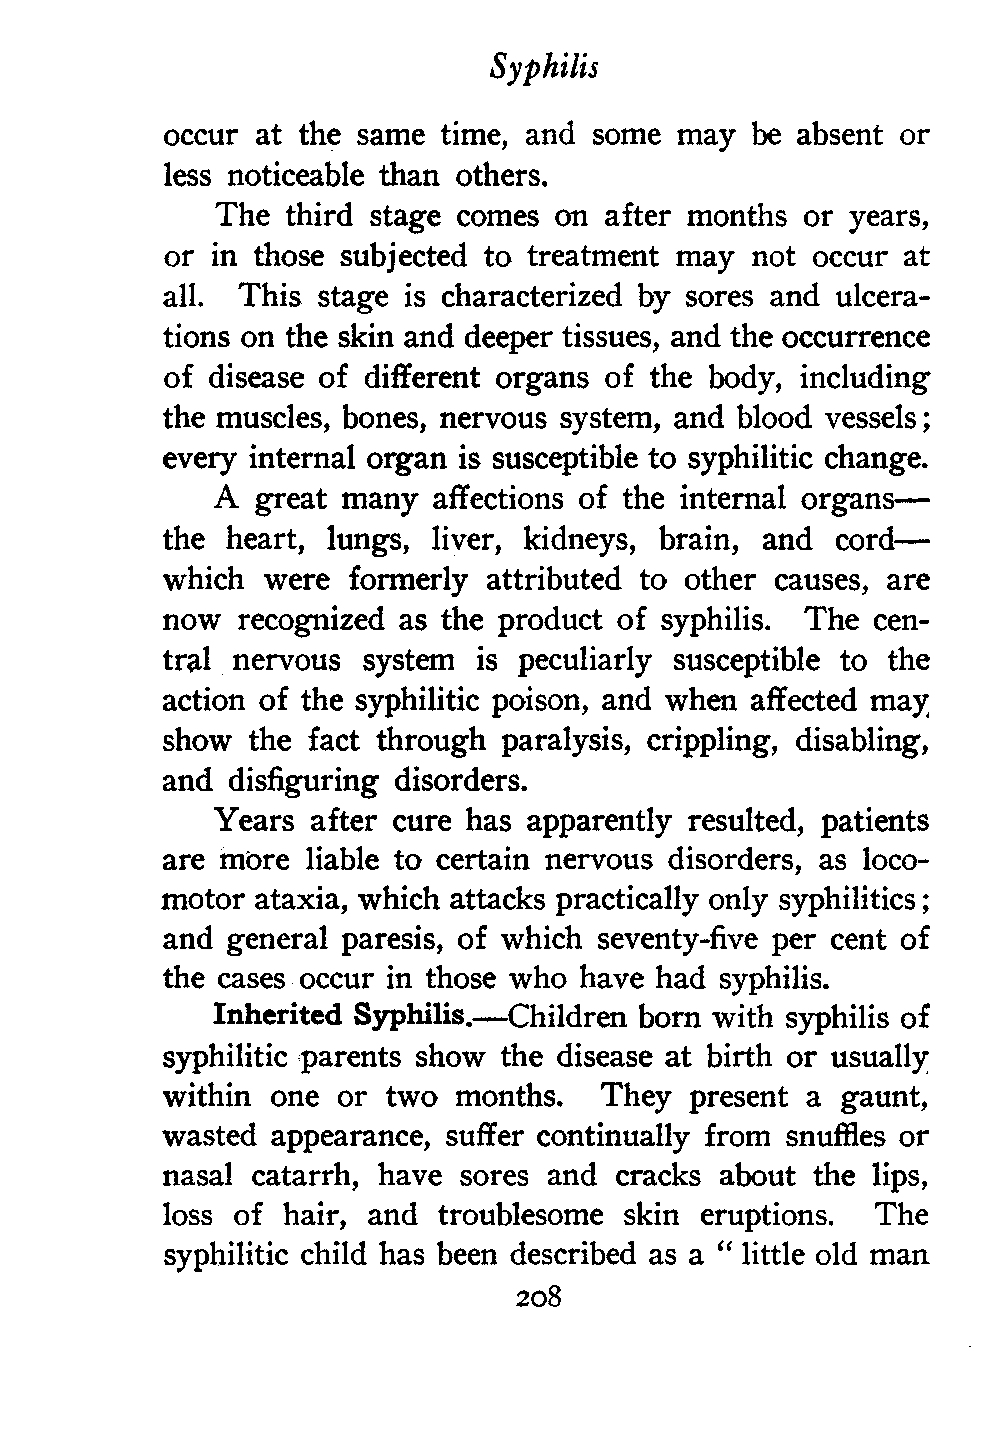 Syphilis
occur at the same time, and some may be absent or
less noticeable than others.
The third stage comes on after months or years,
or in those subjected to treatment may not occur at
all. This stage is characterized by sores and ulcera-
tions on the skin and deeper tissues, and the occurrence
of disease of different organs of the body, including
the muscles, bones, nervous system, and blood vessels;
every internal organ is susceptible to syphilitic change.
A great many affections of the internal organs—
the heart, lungs, liver, kidneys, brain, and cord—
which were formerly attributed to other causes, are
now recognized as the product of syphilis. The cen-
tral nervous system is peculiarly susceptible to the
action of the syphilitic poison, and when affected may
show the fact through paralysis, crippling, disabling,
and disfiguring disorders.
Years after cure has apparently resulted, patients
are more liable to certain nervous disorders, as loco-
motor ataxia, which attacks practically only syphilitics;
and general paresis, of which seventy-five per cent of
the cases occur in those who have had syphilis.
Inherited Syphilis.—Children born with syphilis of
syphilitic parents show the disease at birth or usually
within one or two months. They present a gaunt,
wasted appearance, suffer continually from snuffles or
nasal catarrh, have sores and cracks about the lips,
loss of hair, and troublesome skin eruptions. The
syphilitic child has been described as a “ little old man
208